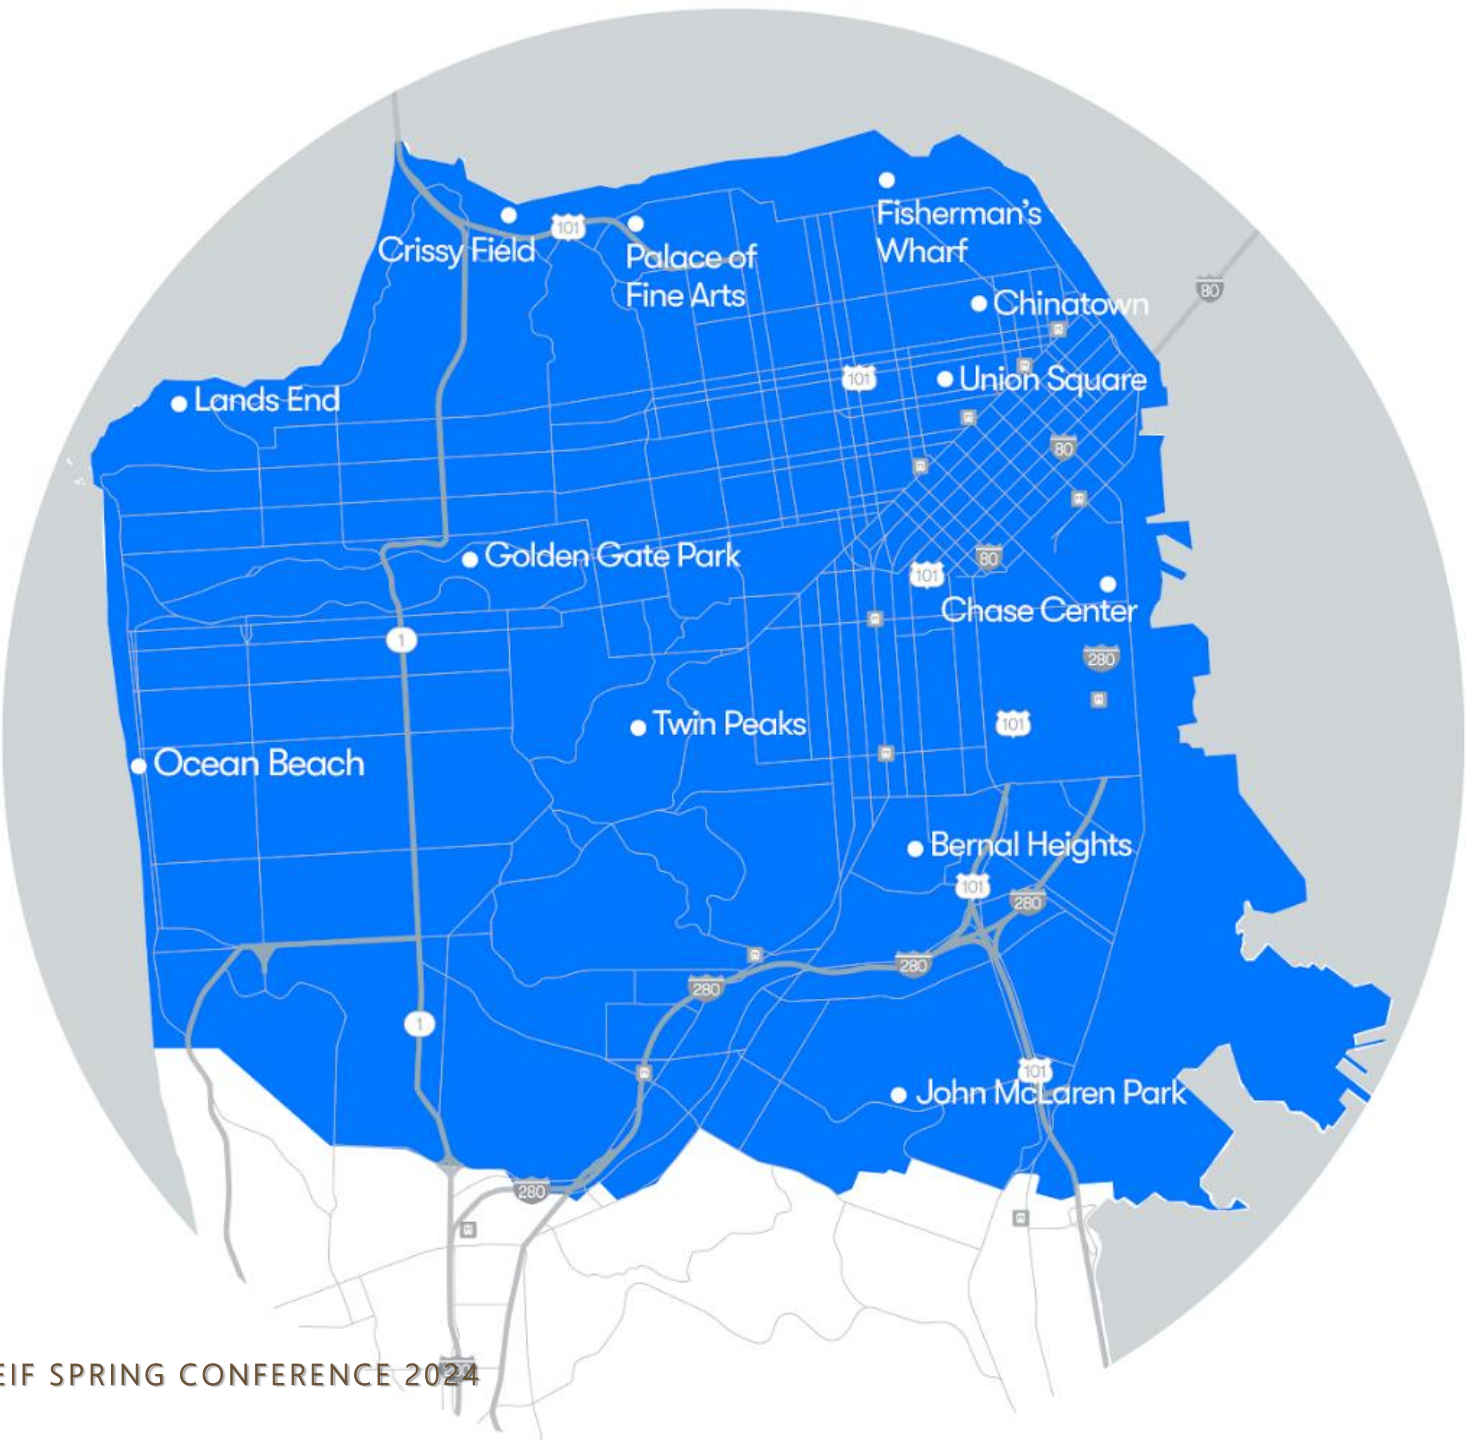 Fisherman's
Wharf
Crissy Field
101
Palace of
Fine Arts
80
Chinatown
101
Union Square
Lands End
80
Golden Gate Park
80
101
Chase Center
1
280
Twin Peaks
101
Ocean Beach
Bernal Heights
101
280
280
280
1
101
John McLaren Park
280
EIF SPRING CONFERENCE 2024